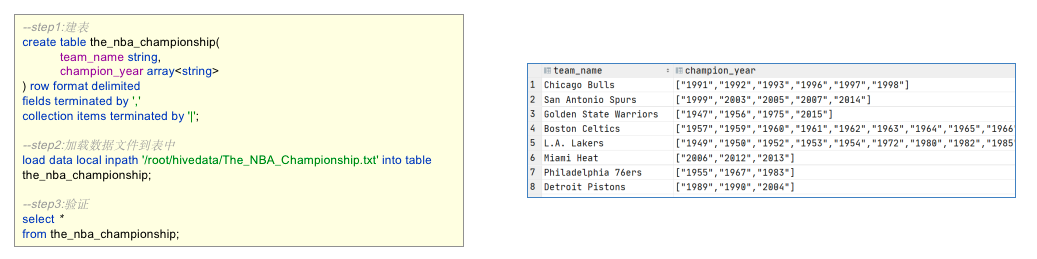 --step1:建表
create table the_nba_championship(
team_name string,
champion_year array<string>
) row format delimited
fields terminated by ','
collection items terminated by '|';
--step2:加载数据文件到表中
load data local inpath '/root/hivedata/The_NBA_Championship.txt' into table
the_nba_championship;
--step3:验证
select *
from the_nba_championship;
team_name champion_year
1 Chicago Bulls ["1991","1992","1993","1996","1997","1998"]
2 San Antonio Spurs ["1999","2003","2005","2007","2014"]
3 Golden State Warriors ["1947","1956","1975","2015"]
4 Boston Celtics ["1957","1959","1960","1961","1962","1963","1964","1965","1966"
5 L.A. Lakers ["1949","1950","1952","1953","1954","1972","1980","1982","1985"
6 Miami Heat ["2006","2012","2013"]
7 Philadelphia 76ers ["1955","1967","1983"]
8 Detroit Pistons ["1989","1990","2004"]